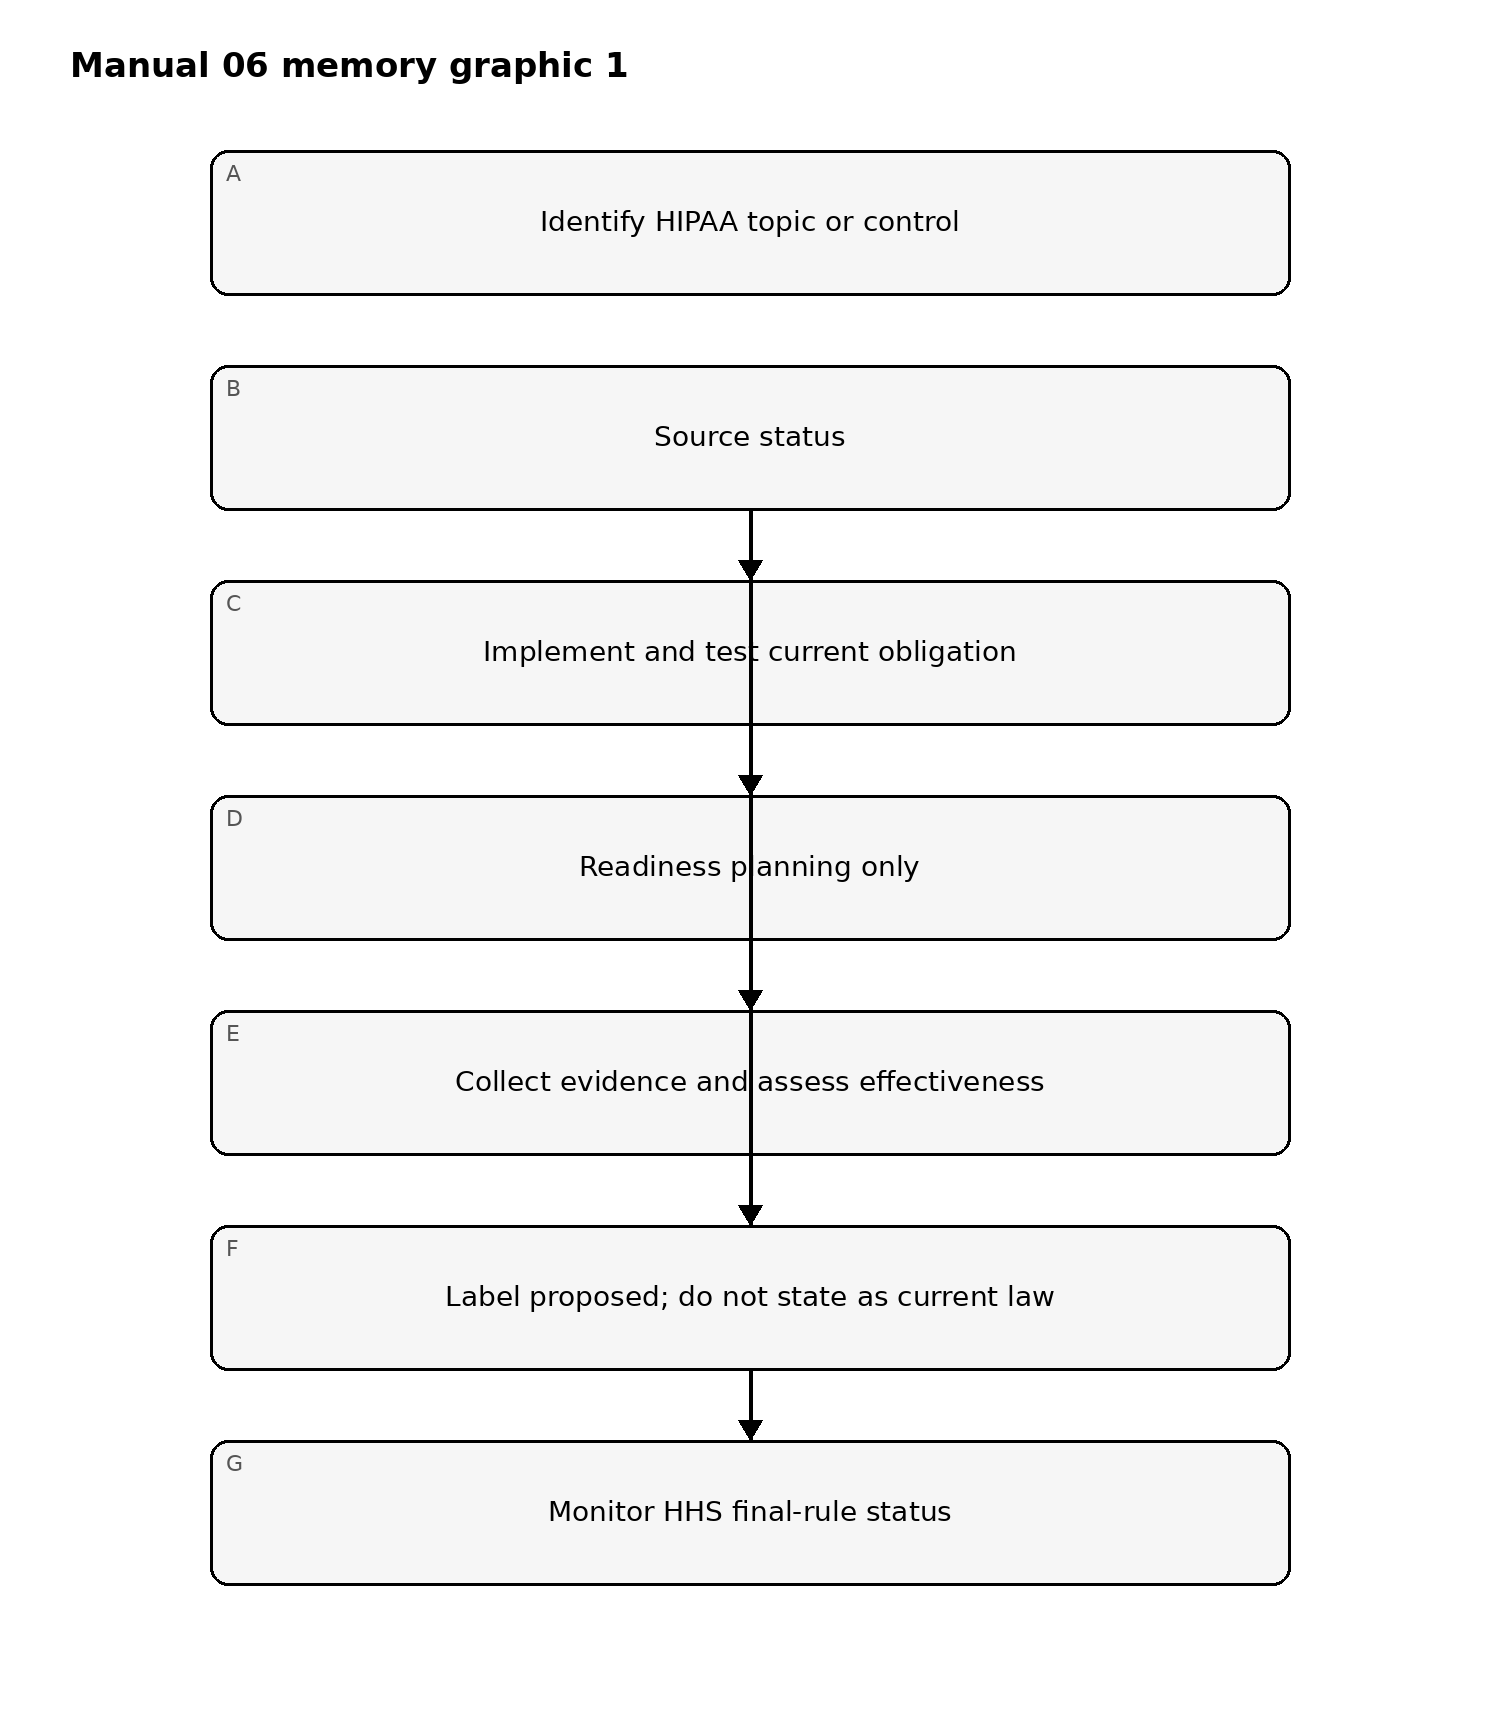 Manual 06 memory graphic 1
A
Identify HIPAA topic or control
B
Source status
C
Implement and test current obligation
D
Readiness planning only
E
Collect evidence and assess effectiveness
F
Label proposed; do not state as current law
G
Monitor HHS final-rule status